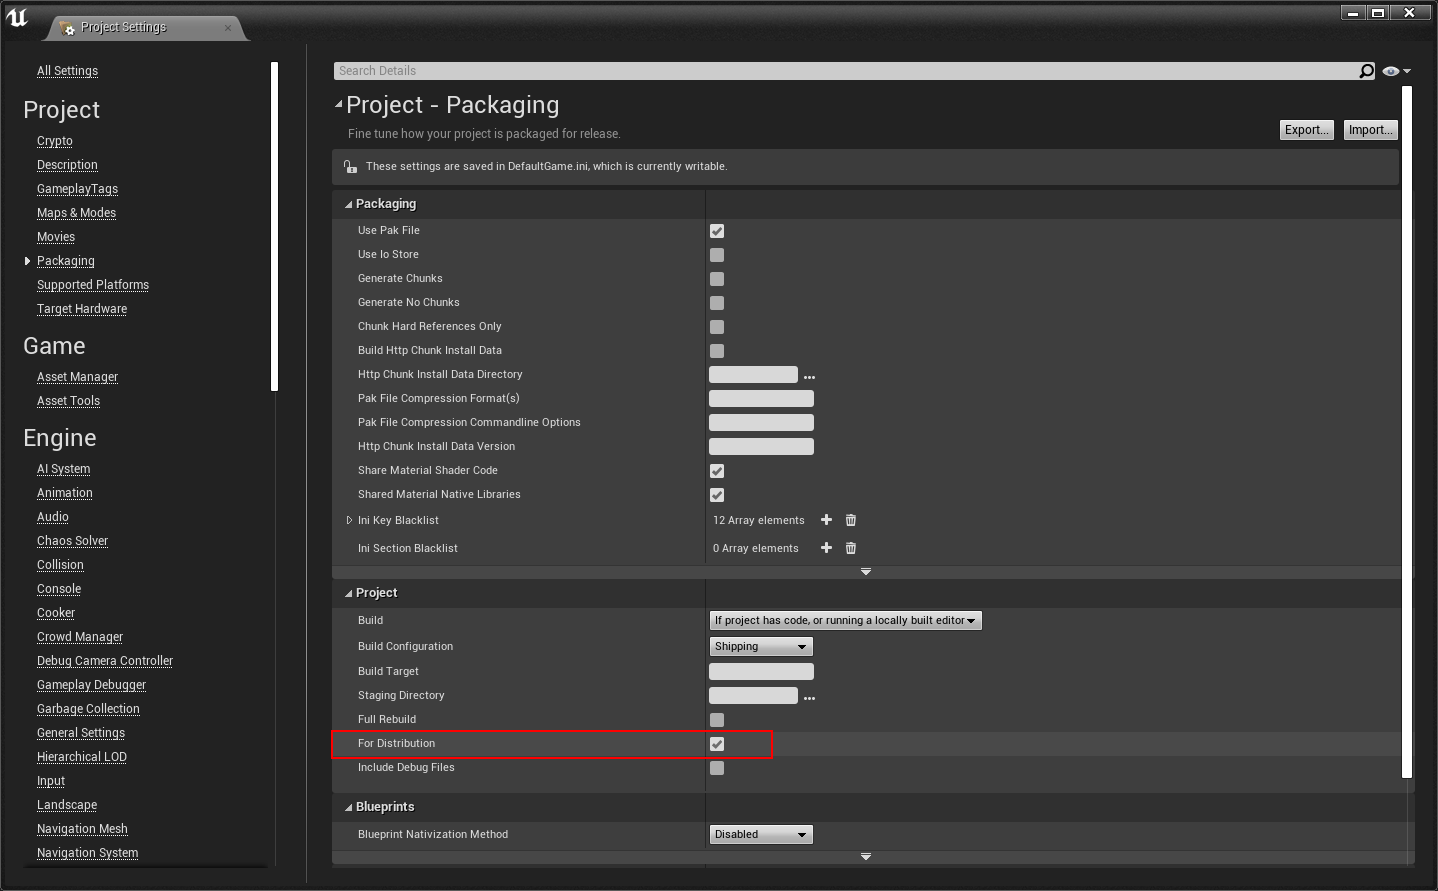 Project Settings
All Settings
Project
Crypto
Description
GameplayTags
Maps & Modes
Movies
Packaging
Supported Platforms
Target Hardware
Game
Asset Manager
Asset Tools
Engine
AI System
Animation
Audio
Chaos Solver
Collision
Console
Cooker
Crowd Manager
Debug Camera Controller
Gameplay Debugger
Garbage Collection
General Settings
Hierarchical LOD
Input
Landscape
Navigation Mesh
Navigation System
Search Details
Project - Packaging
Fine tune how your project is packaged for release.
Export... Import...
These settings are saved in DefaultGame.ini, which is currently writable.
Packaging
Use Pak File
Use Io Store
Generate Chunks
Generate No Chunks
Chunk Hard References Only
Build Http Chunk Install Data
Http Chunk Install Data Directory ...
Pak File Compression Format(s)
Pak File Compression Commandline Options
Http Chunk Install Data Version
Share Material Shader Code
Shared Material Native Libraries
Ini Key Blacklist 12 Array elements
Ini Section Blacklist 0 Array elements
Project
Build If project has code, or running a locally built editor
Build Configuration Shipping
Build Target
Staging Directory ...
Full Rebuild
For Distribution
Include Debug Files
Blueprints
Blueprint Nativization Method Disabled